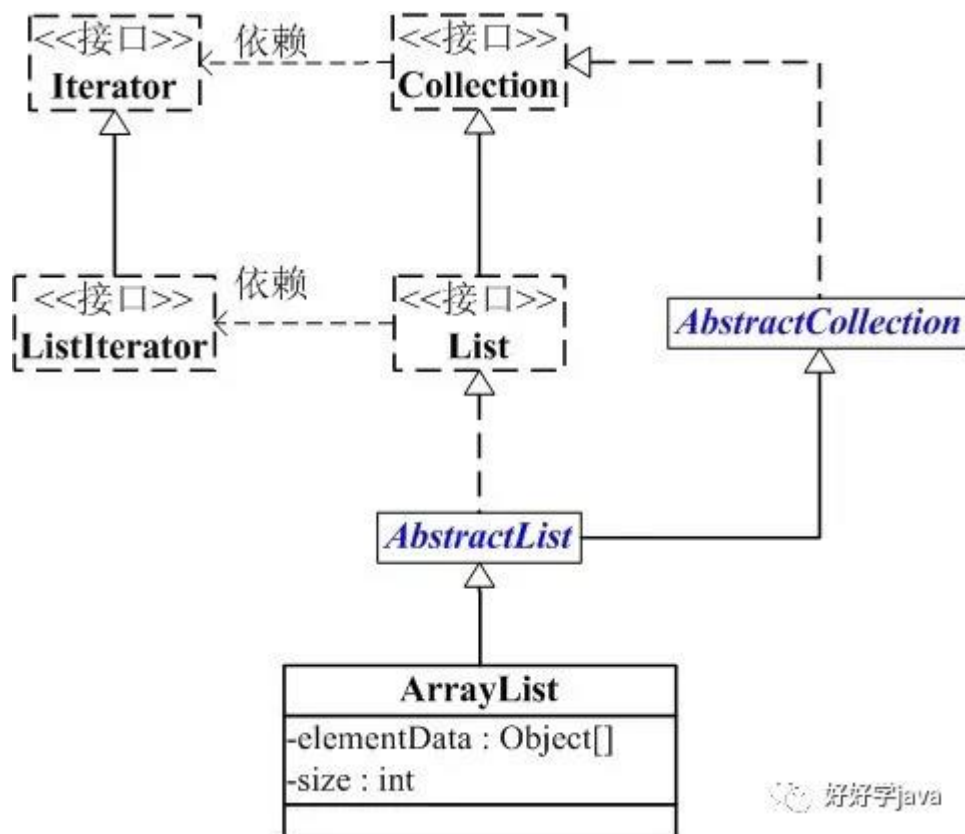 <<接口>>
Iterator
依赖
<<接口>>
Collection
<<接口>>
ListIterator
依赖
<<接口>>
List
AbstractCollection
AbstractList
ArrayList
-elementData : Object[]
-size : int
好好学java